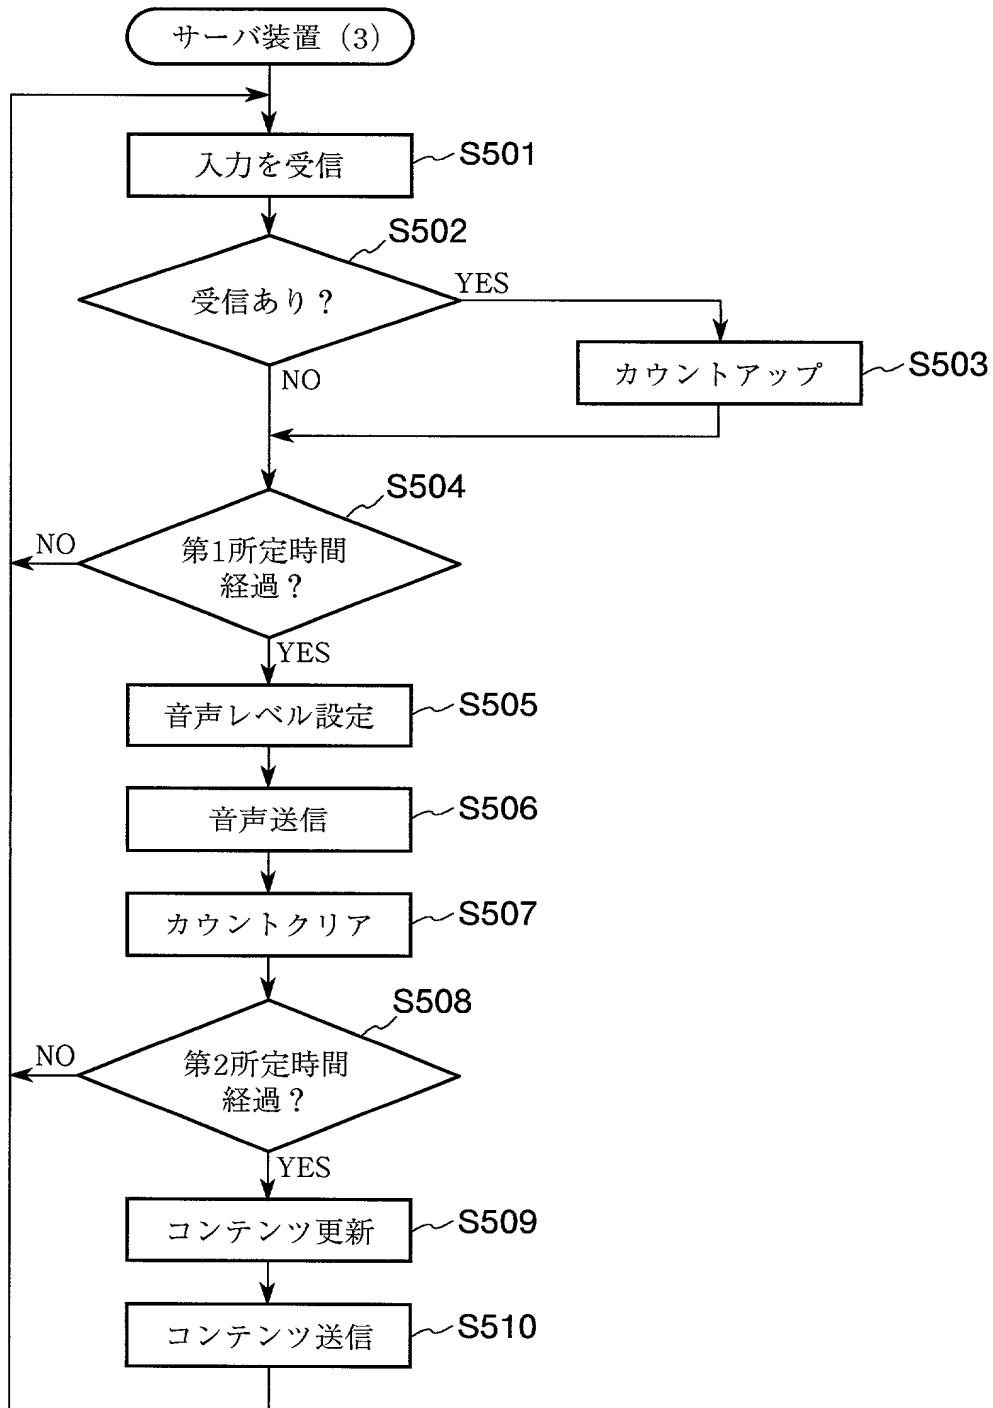 サーバ装置（3）
入力を受信
S501
S502
受信あり？
YES
NO
カウントアップ
S503
S504
第1所定時間
経過？
NO
YES
音声レベル設定
S505
音声送信
S506
カウントクリア
S507
S508
第2所定時間
経過？
NO
YES
コンテンツ更新
S509
コンテンツ送信
S510